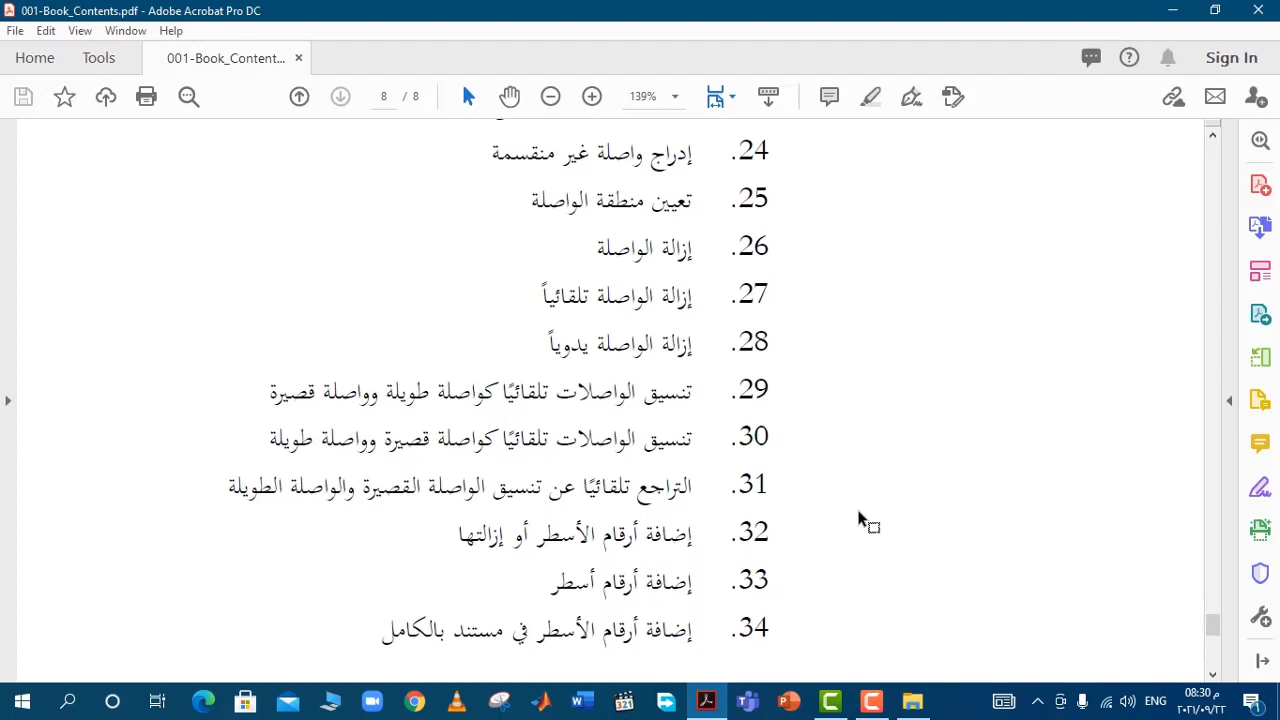 001-Book_Contents.pdf - Adobe Acrobat Pro DC
File Edit View Window Help
Home Tools 001-Book_Content... × Sign In
8 / 8 139%
24. إدراج واصلة غير منقسمة
25. تعيين منطقة الواصلة
26. إزالة الواصلة
27. إزالة الواصلة تلقائياً
28. إزالة الواصلة يدوياً
29. تنسيق الواصلات تلقائيًا كواصلة طويلة وواصلة قصيرة
30. تنسيق الواصلات تلقائيًا كواصلة قصيرة وواصلة طويلة
31. التراجع تلقائيًا عن تنسيق الواصلة القصيرة والواصلة الطويلة
32. إضافة أرقام الأسطر أو إزالتها
33. إضافة أرقام أسطر
34. إضافة أرقام الأسطر في مستند بالكامل
ENG 08:30 م
٢٠٢١/٠٩/٢٢